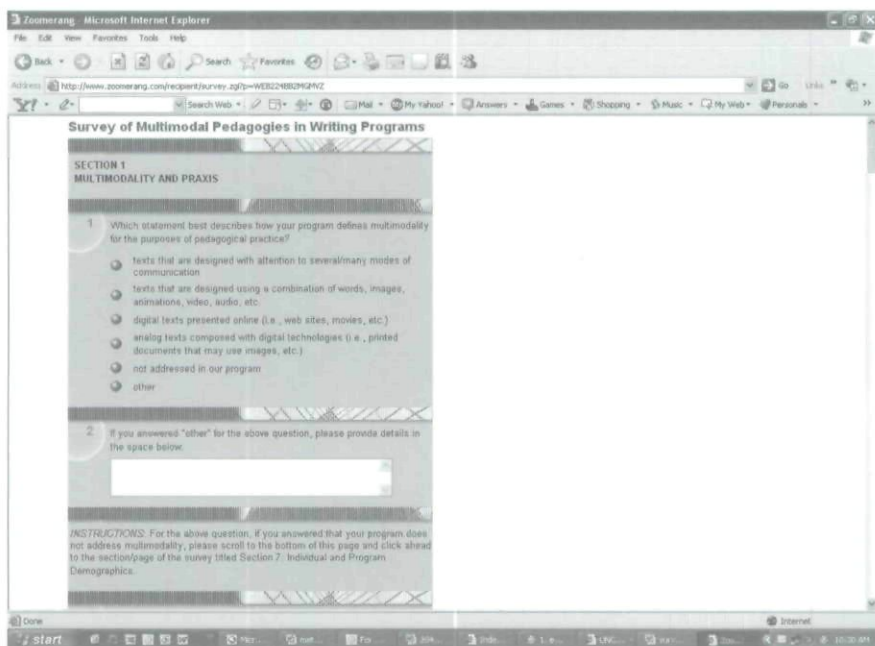 Zoomerang - Microsoft Internet Explorer
File Edit View Favorites Tools Help
Back Search Favorites
Address http://www.zoomerang.com/recipient/survey.zgi?p= Go Links
Y! Search Web Mail My Yahoo! Answers Games Shopping Music My Web Personals
Survey of Multimodal Pedagogies in Writing Programs
SECTION 1
MULTIMODALITY AND PRAXIS
1 Which statement best describes how your program defines multimodality
for the purposes of pedagogical practice?
texts that are designed with attention to several/many modes of
communication
texts that are designed using a combination of words, images,
animations, video, audio, etc.
digital texts presented online (i.e., web sites, movies, etc.)
analog texts composed with digital technologies (i.e., printed
documents that may use images, etc.)
not addressed in our program
other
2 If you answered "other" for the above question, please provide details in
the space below.
INSTRUCTIONS: For the above question, if you answered that your program does
not address multimodality, please scroll to the bottom of this page and click ahead
to the section/page of the survey titled Section 7: Individual and Program
Demographics.
Done Internet
start 10:30 AM